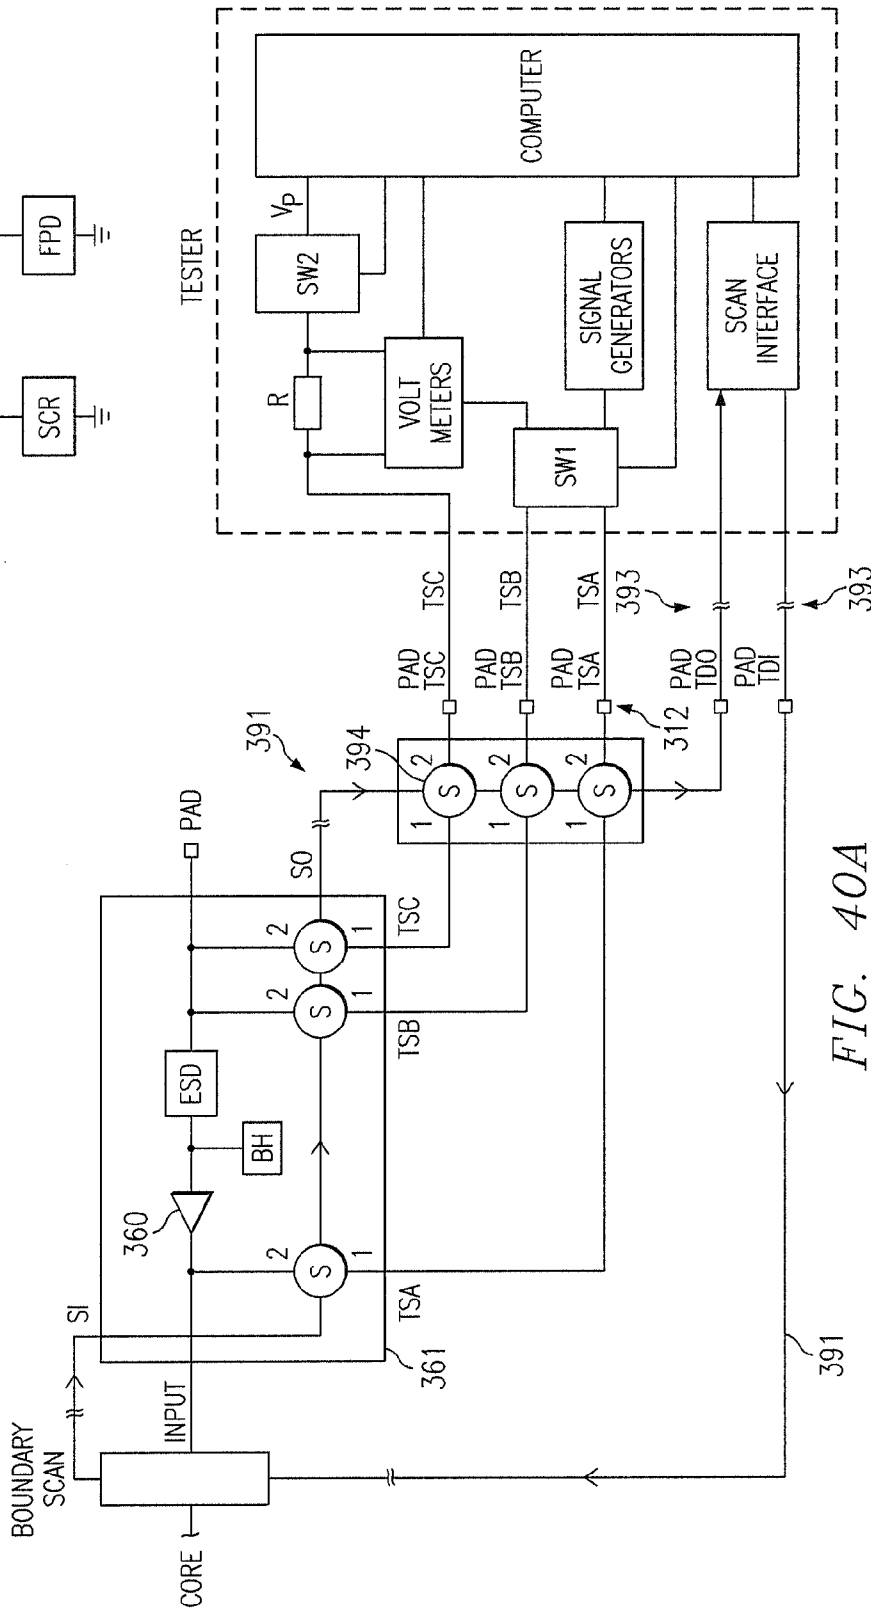 SCR
FPD
TESTER
COMPUTER
VP
SW2
R
VOLT
METERS
SIGNAL
GENERATORS
SW1
SCAN
INTERFACE
TSC
TSB
TSA
393
393
PAD
TSC
PAD
TSB
PAD
TSA
PAD
TDO
PAD
TDI
312
391
394
2
S
1
2
S
1
2
S
1
PAD
SO
2
S
1
TSC
2
S
1
TSB
ESD
BH
360
2
S
1
TSA
SI
361
INPUT
BOUNDARY
SCAN
CORE
391
FIG. 40A